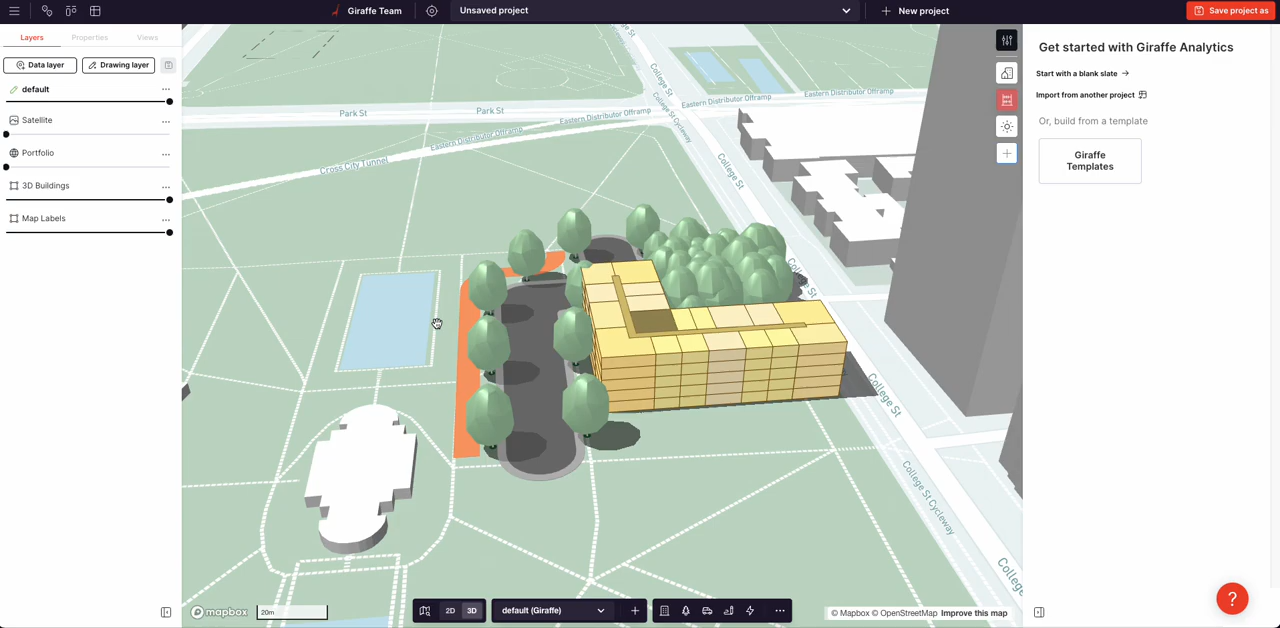 Giraffe Team
Unsaved project
New project
Save project as
Layers
Properties
Views
Data layer
Drawing layer
default
Satellite
Portfolio
3D Buildings
Map Labels
Park St
Park St
Cross City Tunnel
Eastern Distributor Offramp
Eastern Distributor Offramp
Eastern Distributor Offramp
Eastern Distributor Offramp
College St
College St Cycleway
College St
College St
College St
College St Cycleway
College
mapbox
20m
2D
3D
default (Giraffe)
© Mapbox © OpenStreetMap Improve this map
Get started with Giraffe Analytics
Start with a blank slate
Import from another project
Or, build from a template
Giraffe
Templates
?